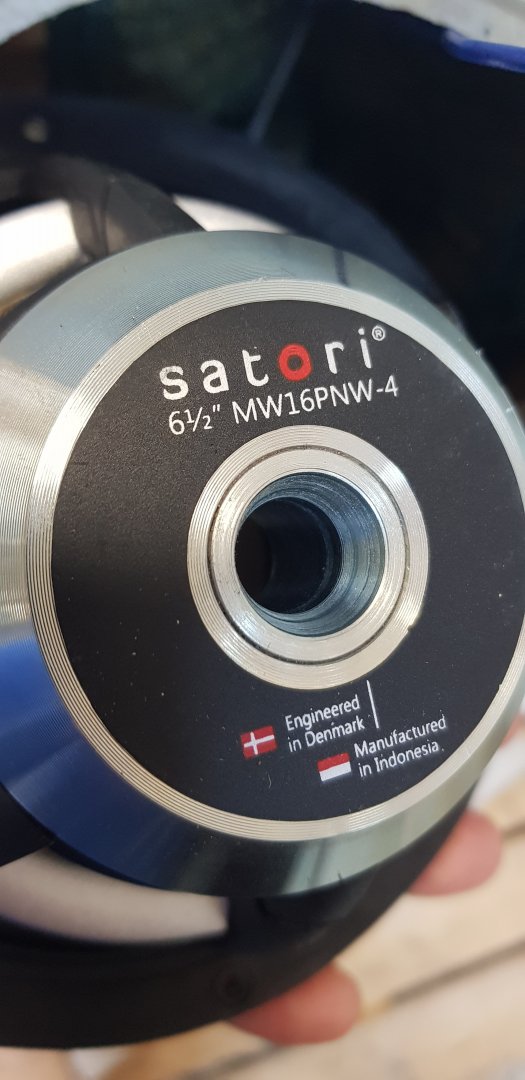 satori®
6½" MW16PNW-4
Engineered
in Denmark
Manufactured
in Indonesia